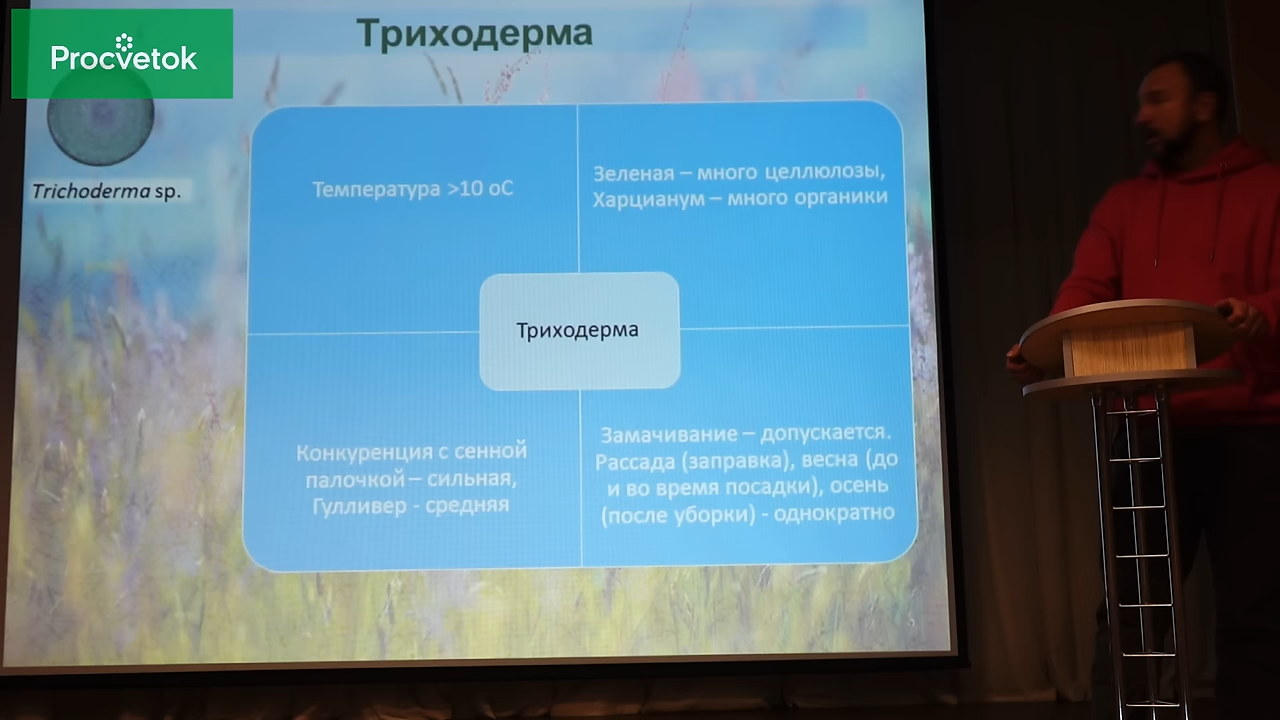 Procvetok
Триходерма
Trichoderma sp.
Температура >10 оС
Зеленая – много целлюлозы,
Харцианум – много органики
Триходерма
Конкуренция с сенной
палочкой – сильная,
Гулливер - средняя
Замачивание – допускается.
Рассада (заправка), весна (до
и во время посадки), осень
(после уборки) - однократно